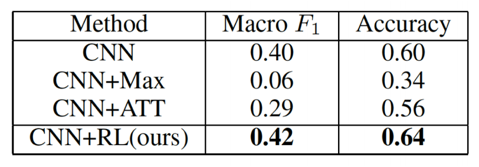 Method Macro F1 Accuracy
CNN 0.40 0.60
CNN+Max 0.06 0.34
CNN+ATT 0.29 0.56
CNN+RL(ours) 0.42 0.64